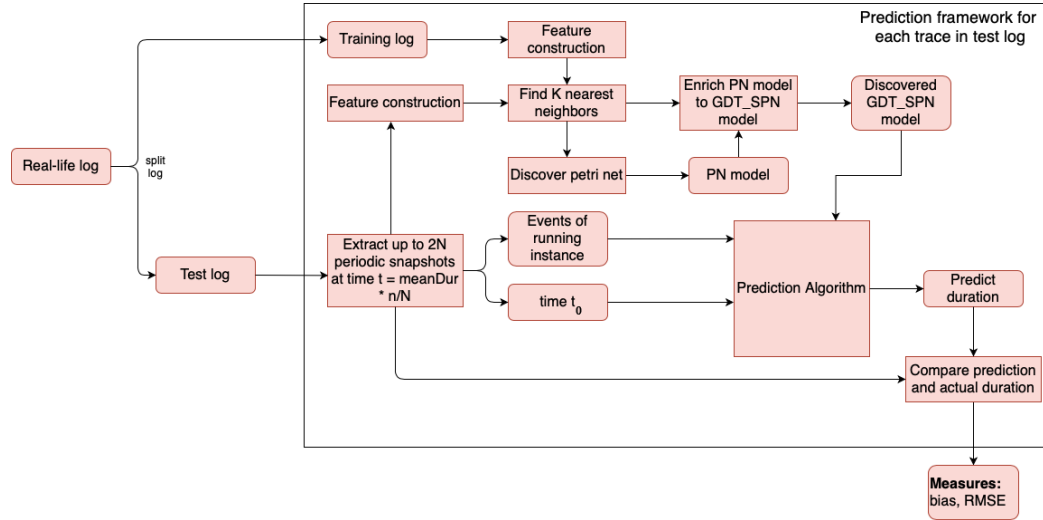 Prediction framework for
each trace in test log
Training log
Feature
construction
Feature construction
Find K nearest
neighbors
Enrich PN model
to GDT_SPN
model
Discovered
GDT_SPN
model
Real-life log
split
log
Discover petri net
PN model
Events of
running
instance
Extract up to 2N
periodic snapshots
at time t = meanDur
* n/N
Test log
time t0
Prediction Algorithm
Predict
duration
Compare prediction
and actual duration
Measures:
bias, RMSE